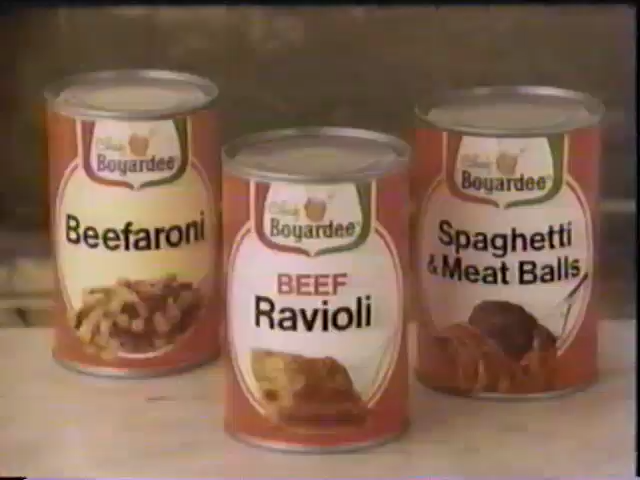 Chef
Boyardee
Beefaroni
Chef
Boyardee
BEEF
Ravioli
Chef
Boyardee
Spaghetti
& Meat Balls